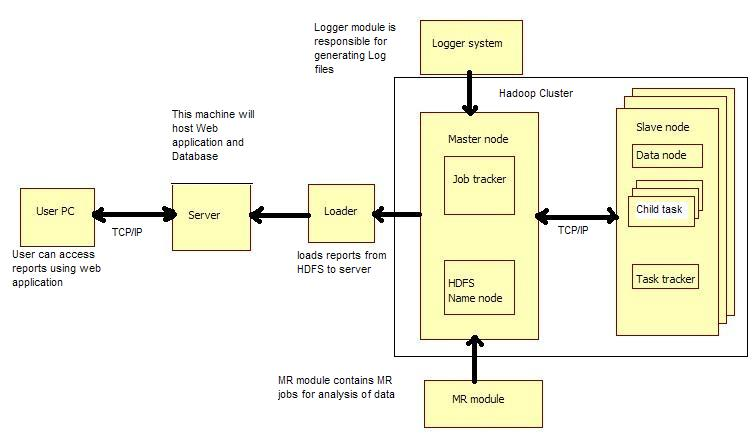 Logger module is
responsible for
generating Log
files
Logger system
Hadoop Cluster
This machine will
host Web
application and
Database
Master node
Job tracker
HDFS
Name node
Slave node
Data node
Child task
Task tracker
User PC
TCP/IP
Server
Loader
TCP/IP
User can access
reports using web
application
loads reports from
HDFS to server
MR module contains MR
jobs for analysis of data
MR module